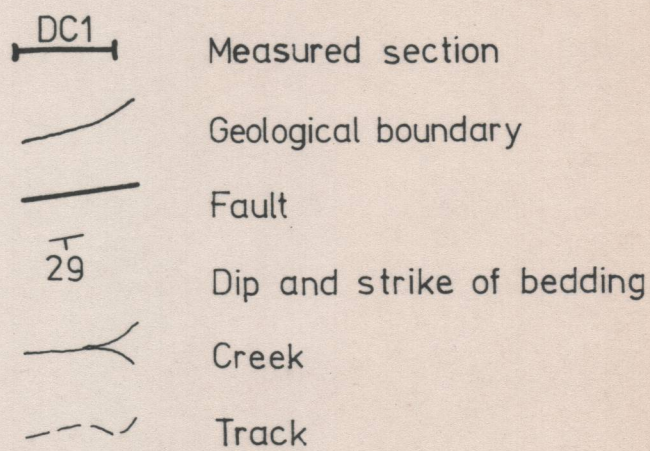 DC1 Measured section
Geological boundary
Fault
29 Dip and strike of bedding
Creek
Track